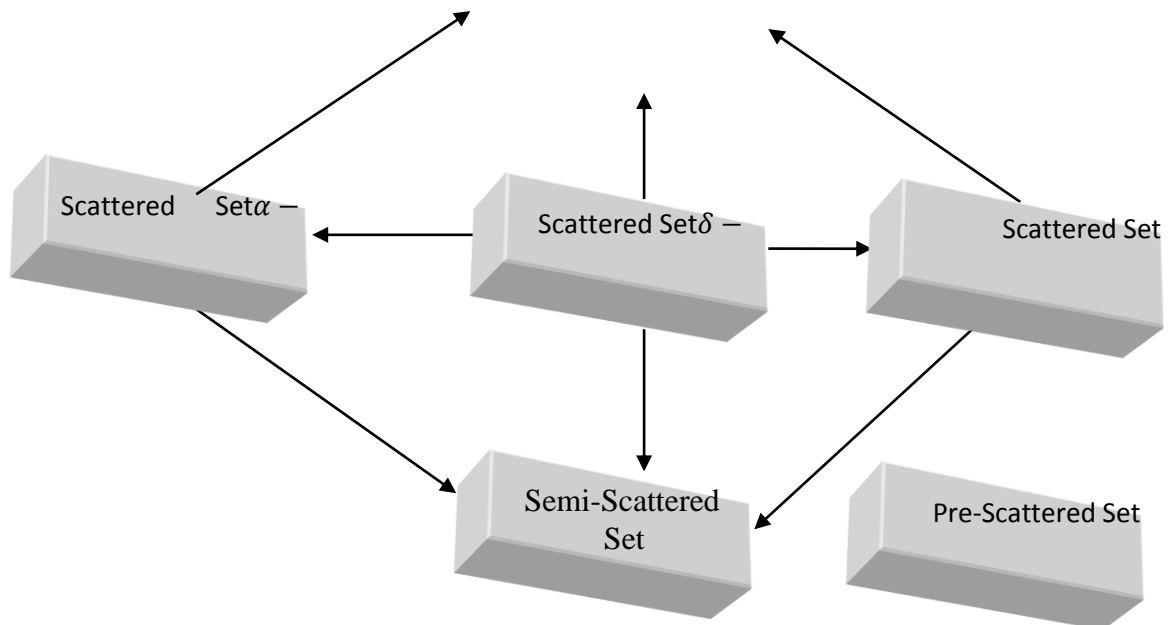 Scattered Setα –
Scattered Setδ –
Scattered Set
Semi-Scattered
Set
Pre-Scattered Set